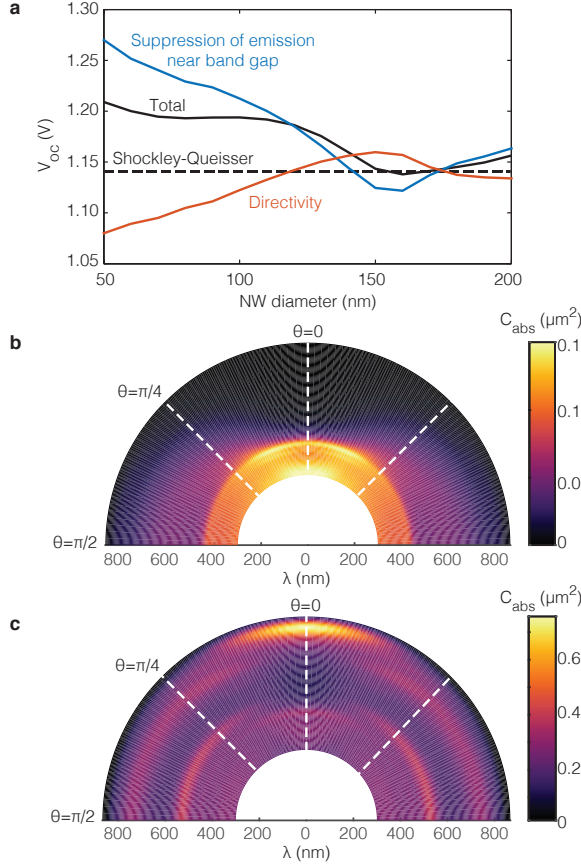 a
1.30
1.25
1.20
1.15
1.10
1.05
V_OC (V)
Suppression of emission
near band gap
Total
Shockley-Queisser
Directivity
50 100 150 200
NW diameter (nm)
b
θ=0
θ=π/4
θ=π/2
C_abs (μm²)
0.1
0.1
0.0
0
800 600 400 200 0 200 400 600 800
λ (nm)
c
θ=0
θ=π/4
θ=π/2
C_abs (μm²)
0.6
0.4
0.2
0
800 600 400 200 0 200 400 600 800
λ (nm)